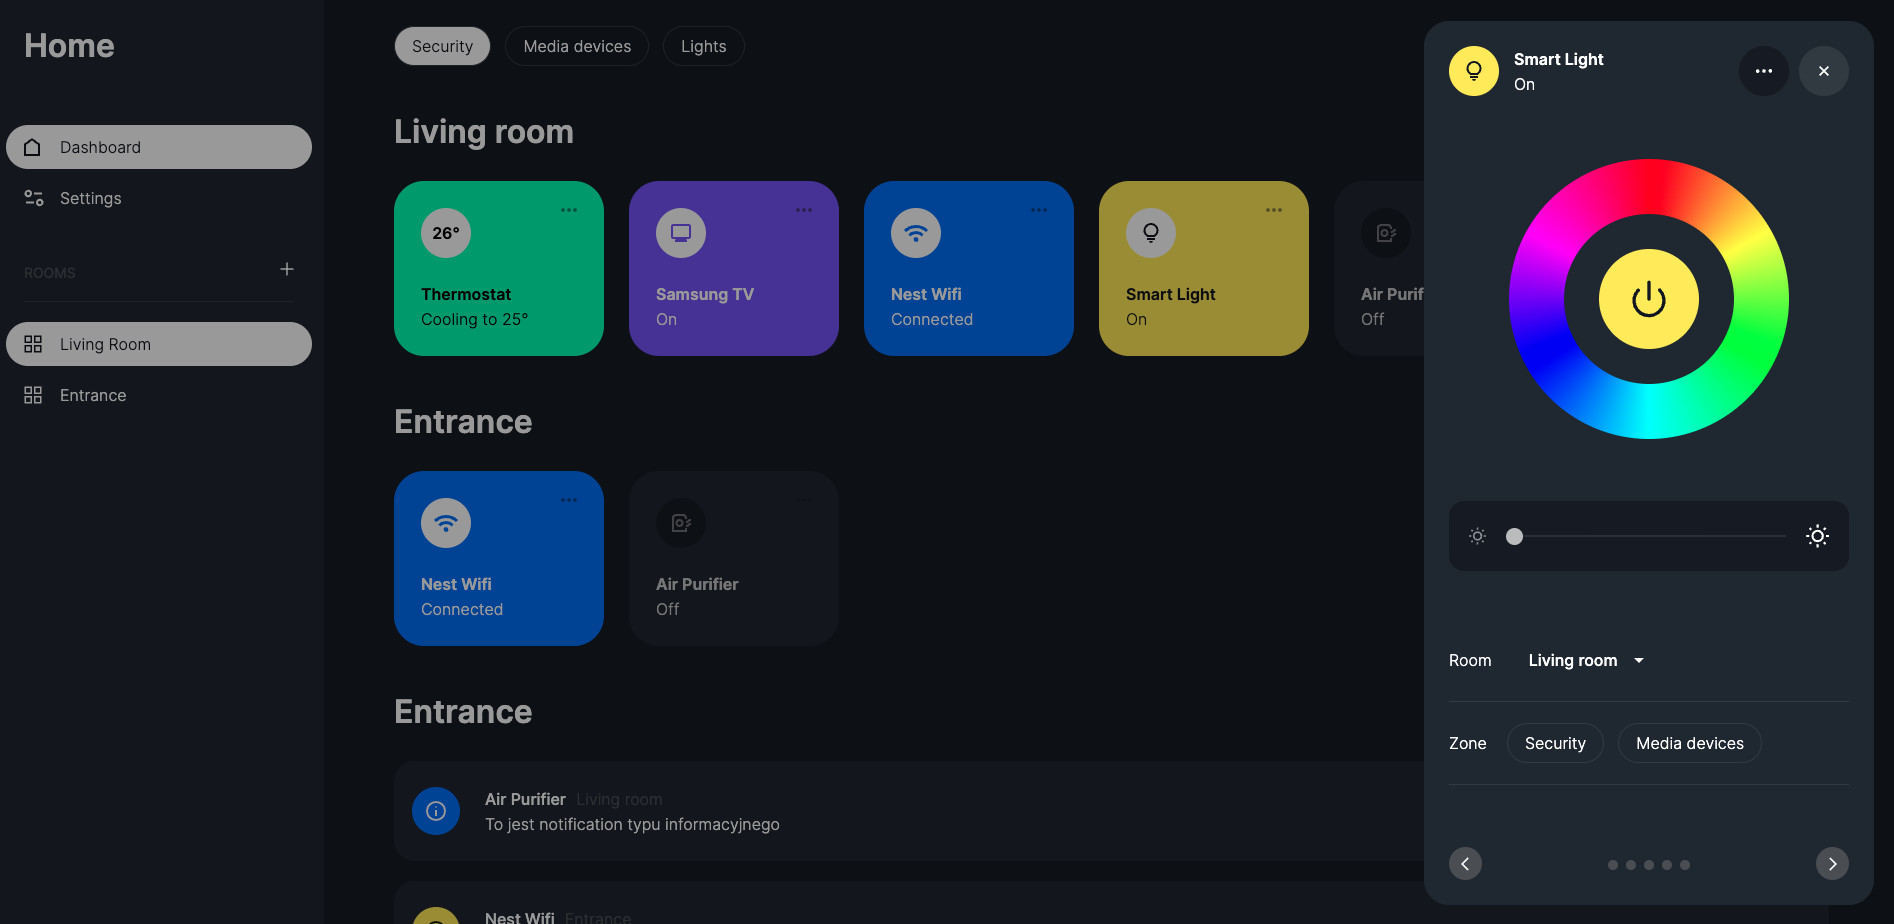 Home
Dashboard
Settings
ROOMS
Living Room
Entrance
Security
Media devices
Lights
Living room
26°
Thermostat
Cooling to 25°
Samsung TV
On
Nest Wifi
Connected
Smart Light
On
Air Purif
Off
Entrance
Nest Wifi
Connected
Air Purifier
Off
Entrance
Air Purifier Living room
To jest notification typu informacyjnego
Nest Wifi Entrance
Smart Light
On
Room Living room
Zone Security Media devices